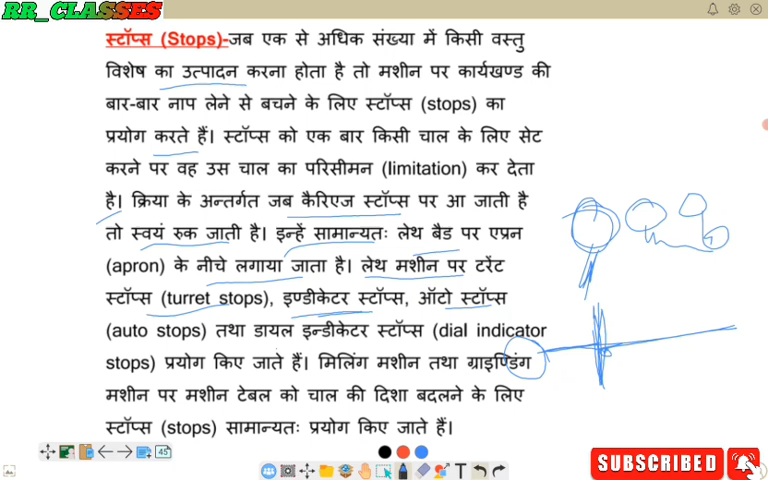 RR_CLASSES
स्टॉप्स (Stops)-जब एक से अधिक संख्या में किसी वस्तु
विशेष का उत्पादन करना होता है तो मशीन पर कार्यखण्ड की
बार-बार नाप लेने से बचने के लिए स्टॉप्स (stops) का
प्रयोग करते हैं। स्टॉप्स को एक बार किसी चाल के लिए सेट
करने पर वह उस चाल का परिसीमन (limitation) कर देता
है। क्रिया के अन्तर्गत जब कैरिएज स्टॉप्स पर आ जाती है
तो स्वयं रुक जाती है। इन्हें सामान्यतः लेथ बैड पर एप्रन
(apron) के नीचे लगाया जाता है। लेथ मशीन पर टरेंट
स्टॉप्स (turret stops), इण्डीकेटर स्टॉप्स, ऑटो स्टॉप्स
(auto stops) तथा डायल इन्डीकेटर स्टॉप्स (dial indicator
stops) प्रयोग किए जाते हैं। मिलिंग मशीन तथा ग्राइण्डिंग
मशीन पर मशीन टेबल को चाल की दिशा बदलने के लिए
स्टॉप्स (stops) सामान्यतः प्रयोग किए जाते हैं।
45
T
SUBSCRIBED